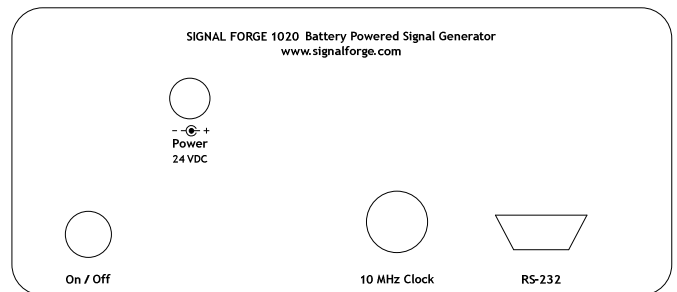 SIGNAL FORGE 1020 Battery Powered Signal Generator
www.signalforge.com
- +
Power
24 VDC
On / Off
10 MHz Clock
RS-232